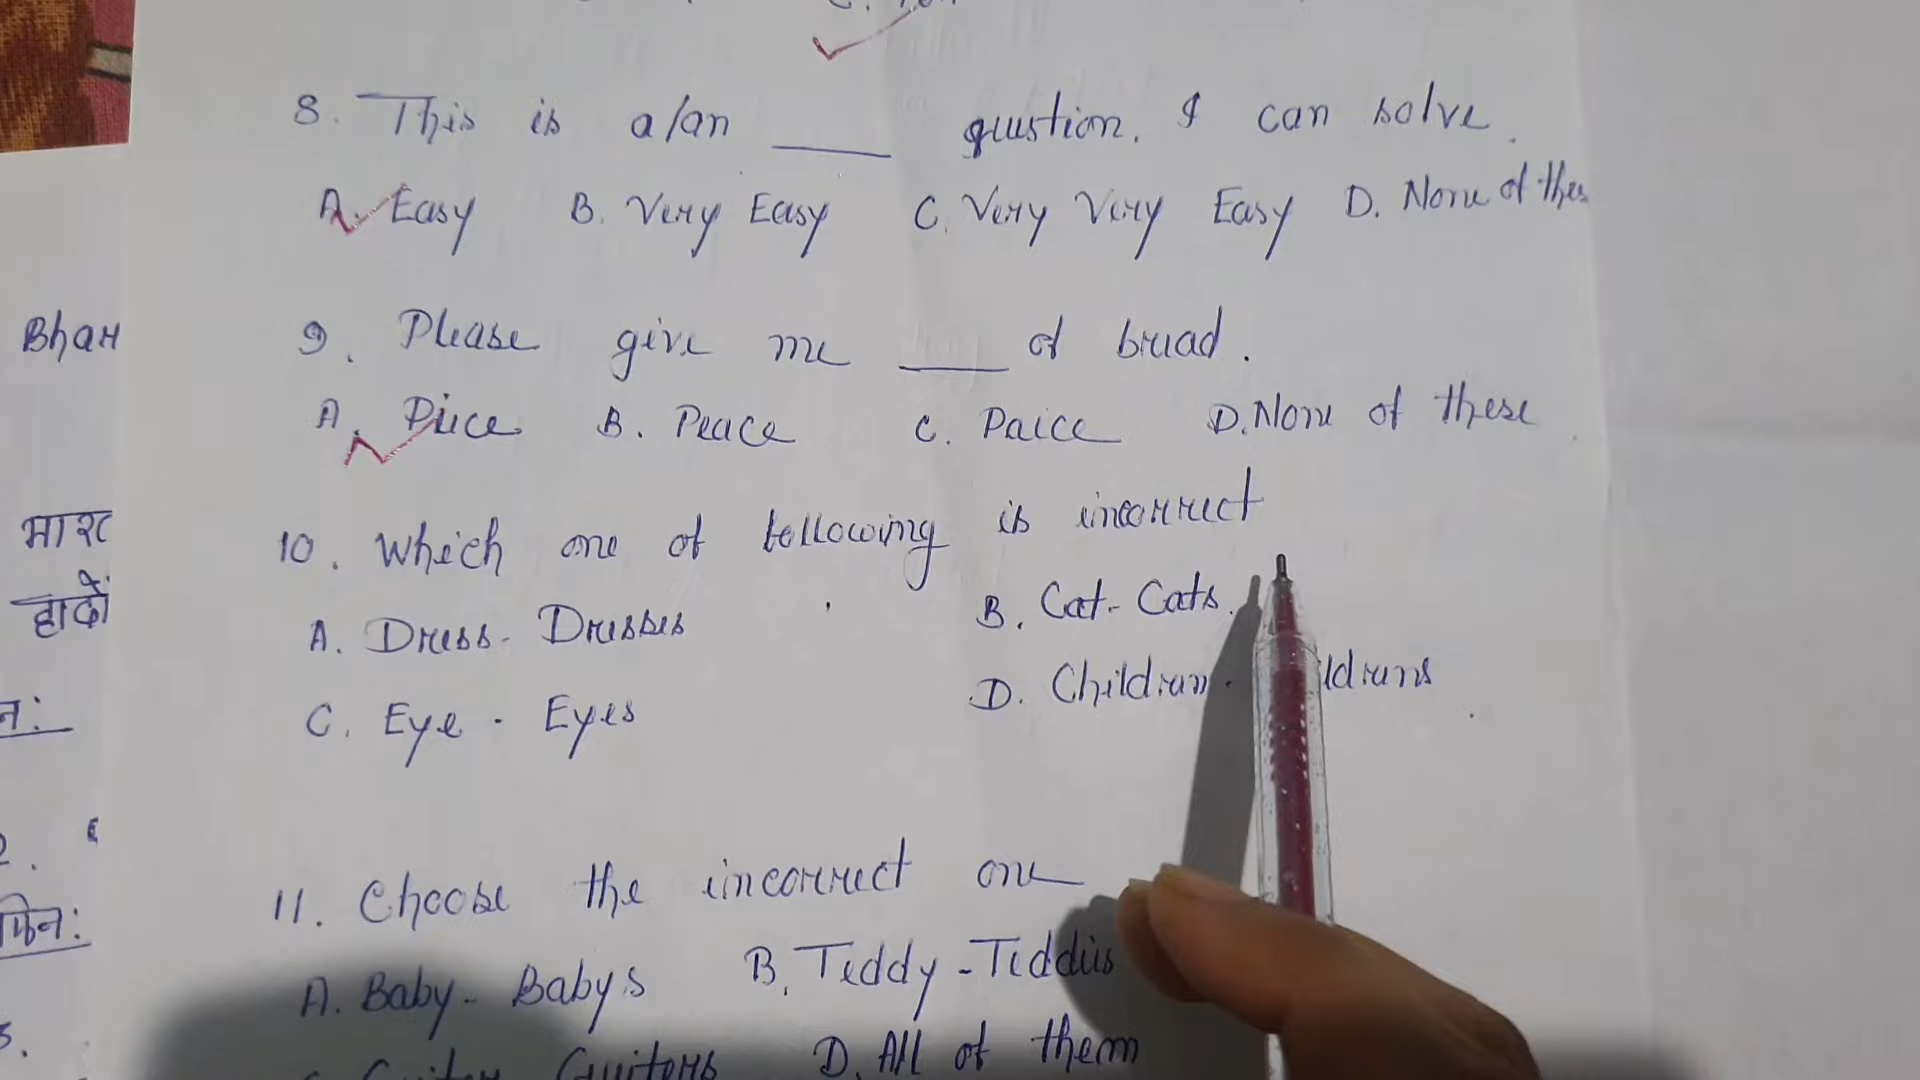 8. This is a/an ____ question. I can solve.
A. Easy B. Very Easy C. Very Very Easy D. None of thes
9. Please give me ____ of bread.
A. Piece B. Peace C. Paice D. None of these
10. Which one of following is incorrect
A. Dress - Dresses B. Cat - Cats.
C. Eye - Eyes D. Children - ldrens
11. Choose the incorrect one
A. Baby - Babys B. Teddy - Teddies
D. All of them
Bhar
भारत
हादों
न:
2.
फिन: